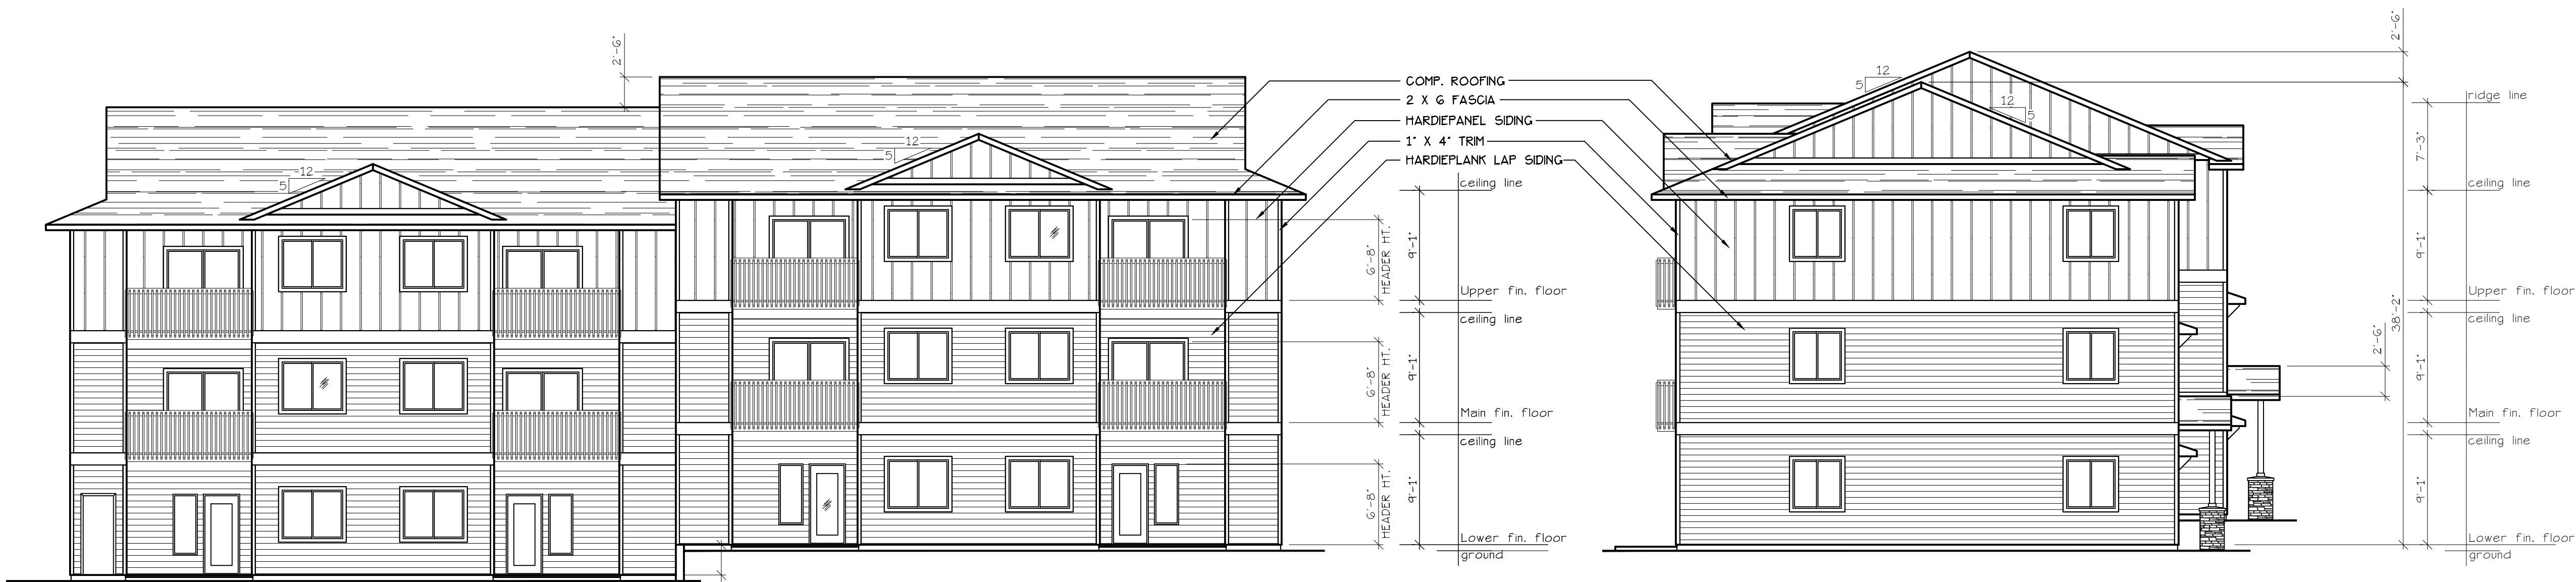 2'-6"
12
5
12
5
COMP. ROOFING
2 X 6 FASCIA
HARDIEPANEL SIDING
1" X 4" TRIM
HARDIEPLANK LAP SIDING
ceiling line
Upper fin. floor
ceiling line
Main fin. floor
ceiling line
Lower fin. floor
ground
6'-8"
HEADER HT.
9'-1"
6'-8"
HEADER HT.
9'-1"
6'-8"
HEADER HT.
9'-1"
12
5
12
5
2'-6"
ridge line
7'-3"
ceiling line
9'-1"
Upper fin. floor
ceiling line
38'-2"
2'-6"
9'-1"
Main fin. floor
ceiling line
9'-1"
Lower fin. floor
ground